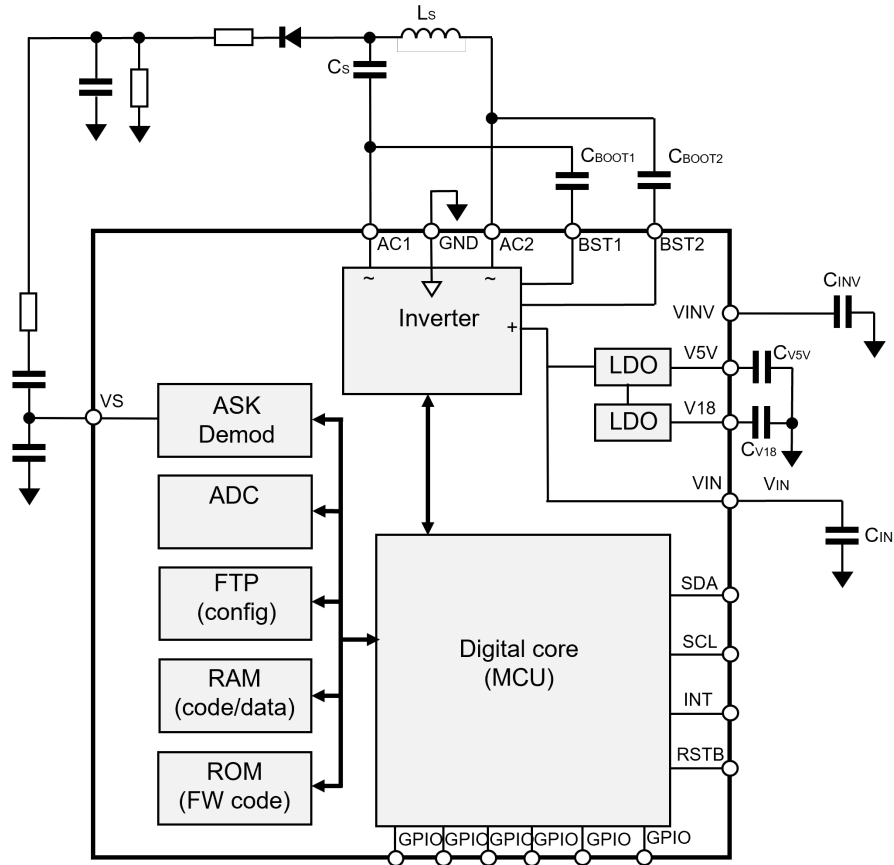 LS
CS
CBOOT1
CBOOT2
AC1
GND
AC2
BST1
BST2
~
~
Inverter
+
CINV
VINV
LDO
V5V
CV5V
LDO
V18
CV18
VS
ASK
Demod
VIN
VIN
CIN
ADC
FTP
(config)
SDA
Digital core
(MCU)
SCL
RAM
(code/data)
INT
ROM
(FW code)
RSTB
GPIO GPIO GPIO GPIO GPIO GPIO